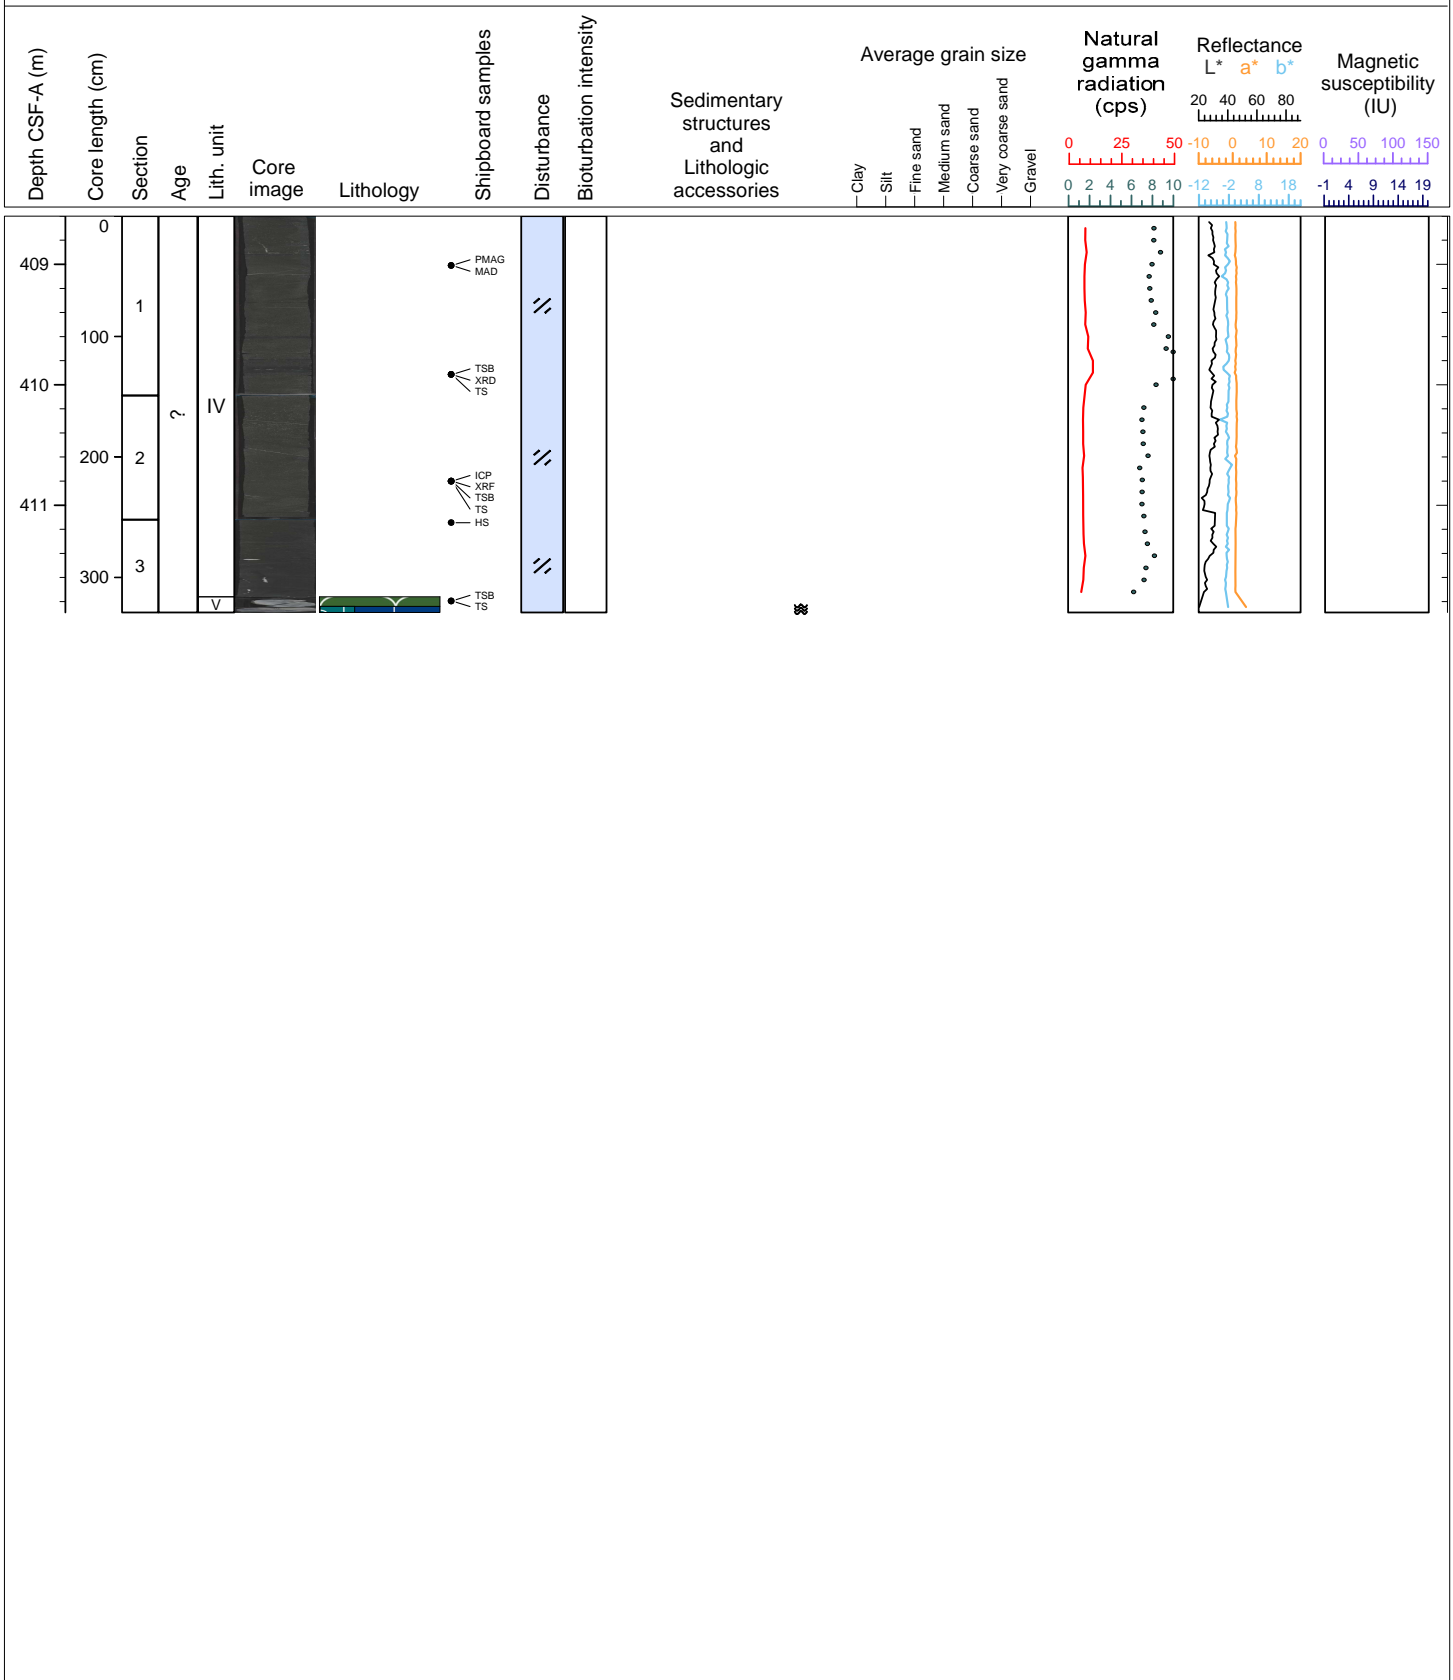 Depth CSF-A (m)
Core length (cm)
Section
Age
Lith. unit
Core
image
Lithology
Shipboard samples
Disturbance
Bioturbation intensity
Sedimentary
structures
and
Lithologic
accessories
Average grain size
Clay
Silt
Fine sand
Medium sand
Coarse sand
Very coarse sand
Gravel
Natural
gamma
radiation
(cps)
0 25 50
0 2 4 6 8 10
Reflectance
L* a* b*
20 40 60 80
-10 0 10 20
-12 -2 8 18
Magnetic
susceptibility
(IU)
0 50 100 150
-1 4 9 14 19
409
410
411
0
100
200
300
1
2
3
?
IV
V
PMAG
MAD
TSB
XRD
TS
ICP
XRF
TSB
TS
HS
TSB
TS